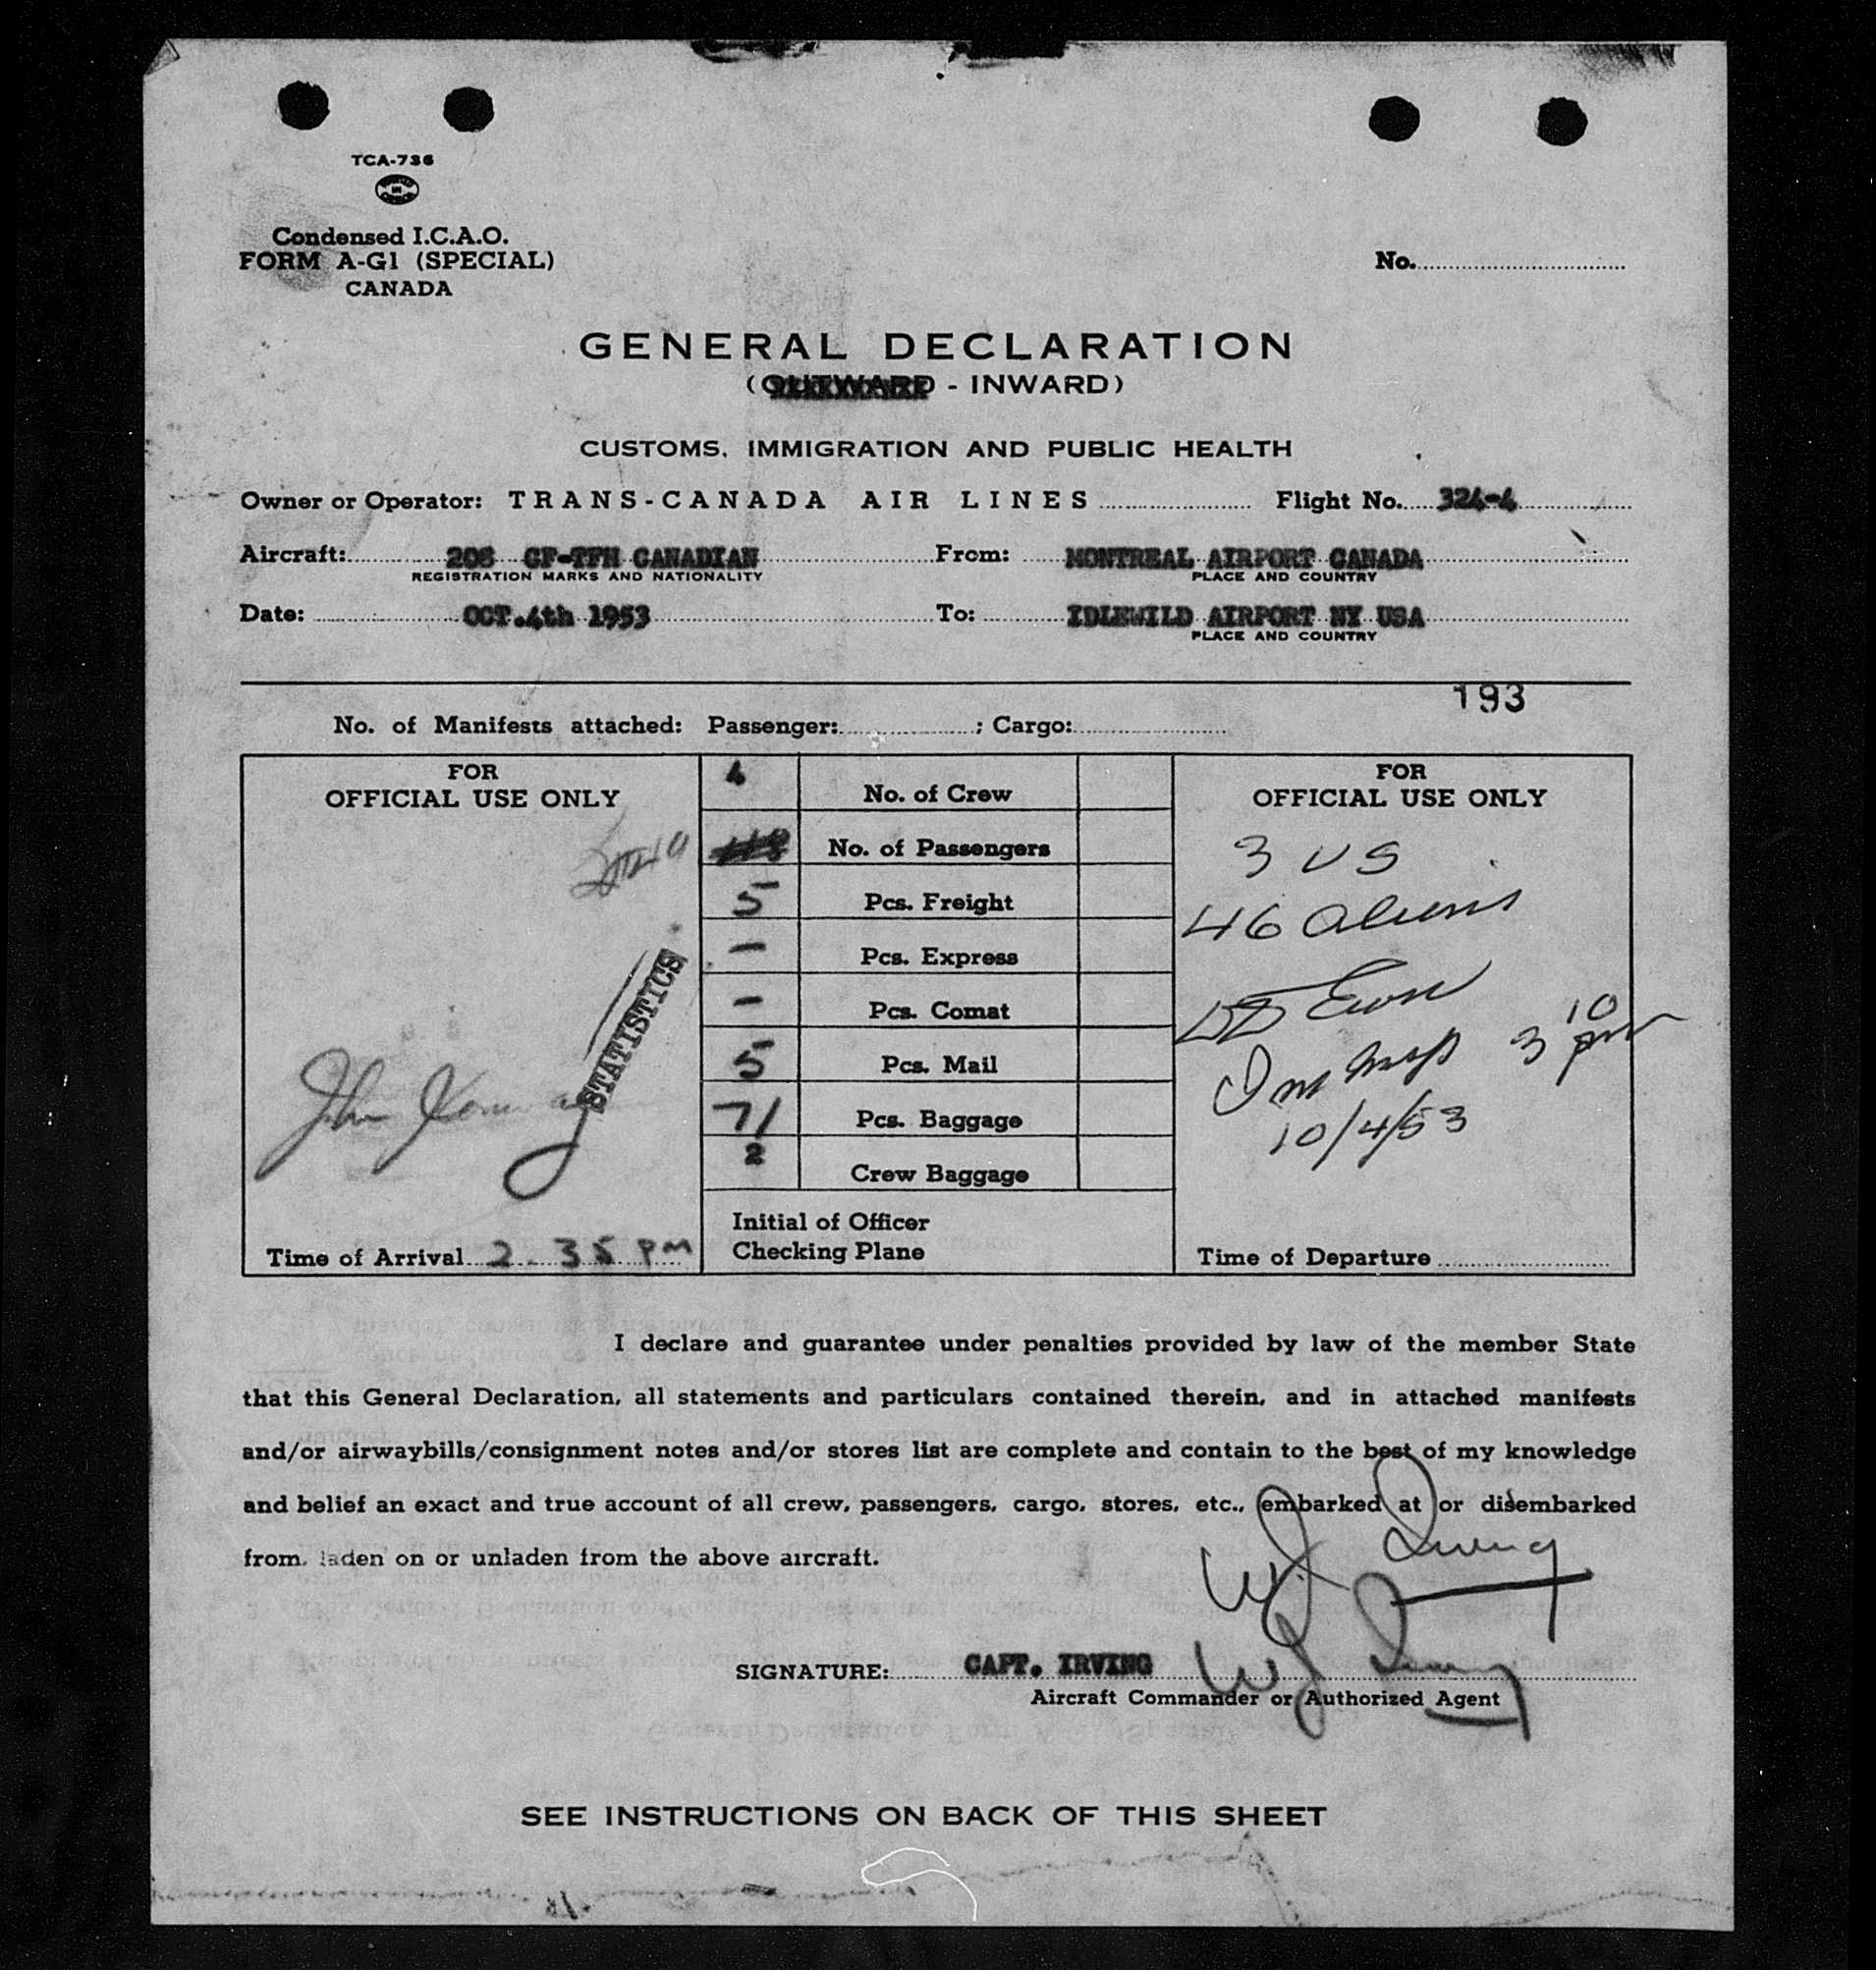 TCA-736
Condensed I.C.A.O.
FORM A-G1 (SPECIAL)
CANADA
No.
GENERAL DECLARATION
(OUTWARD - INWARD)
CUSTOMS, IMMIGRATION AND PUBLIC HEALTH
Owner or Operator: TRANS-CANADA AIR LINES Flight No. 324-4
Aircraft: 206 CF-TFH CANADIAN From: MONTREAL AIRPORT CANADA
REGISTRATION MARKS AND NATIONALITY PLACE AND COUNTRY
Date: OCT.4th 1953 To: IDLEWILD AIRPORT NY USA
PLACE AND COUNTRY
193
No. of Manifests attached: Passenger: ; Cargo:
FOR
OFFICIAL USE ONLY
STATISTICS
John
Time of Arrival 2.35 PM
4 No. of Crew
No. of Passengers
5 Pcs. Freight
- Pcs. Express
- Pcs. Comat
5 Pcs. Mail
71 Pcs. Baggage
2 Crew Baggage
Initial of Officer
Checking Plane
FOR
OFFICIAL USE ONLY
3 US
46 aliens
Imm Insp 3 10 pm
10/4/53
Time of Departure
I declare and guarantee under penalties provided by law of the member State
that this General Declaration, all statements and particulars contained therein, and in attached manifests
and/or airwaybills/consignment notes and/or stores list are complete and contain to the best of my knowledge
and belief an exact and true account of all crew, passengers, cargo, stores, etc., embarked at or disembarked
from, laden on or unladen from the above aircraft.
WJ Irving
SIGNATURE: CAPT. IRVING WJ Irving
Aircraft Commander or Authorized Agent
SEE INSTRUCTIONS ON BACK OF THIS SHEET